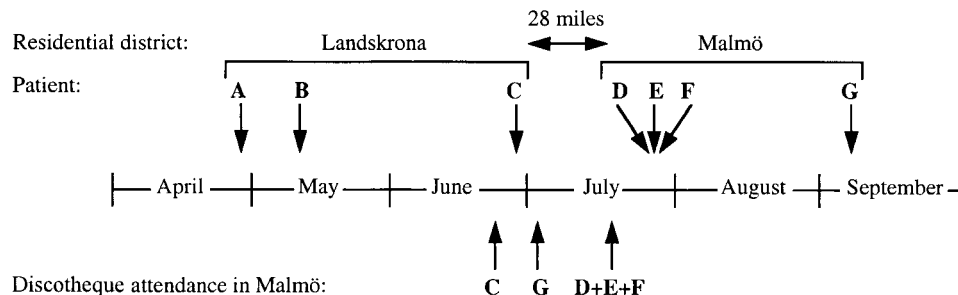 28 miles
Residential district: Landskrona Malmö
Patient: A B C D E F G
April May June July August September
Discotheque attendance in Malmö: C G D+E+F